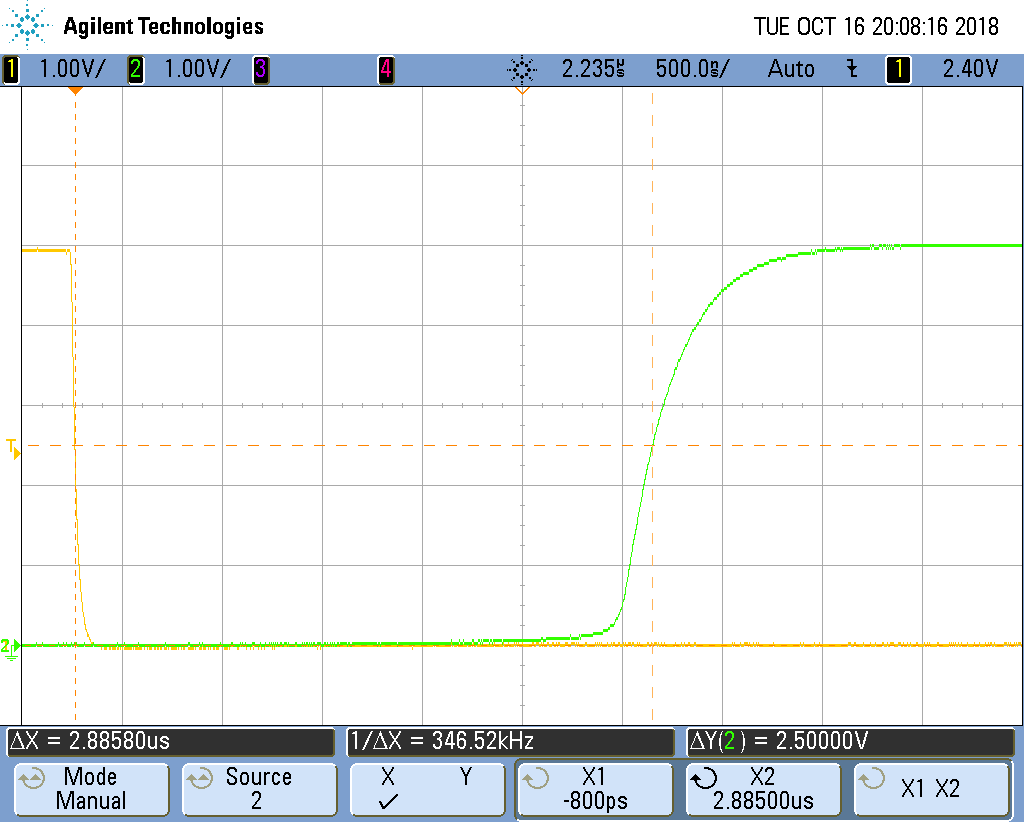 Agilent Technologies TUE OCT 16 20:08:16 2018
1 1.00V/ 2 1.00V/ 3 4 2.235us 500.0ns/ Auto 1 2.40V
T
2
ΔX = 2.88580us 1/ΔX = 346.52kHz ΔY(2) = 2.50000V
Mode Source X Y X1 X2 X1 X2
Manual 2 ✓ -800ps 2.88500us